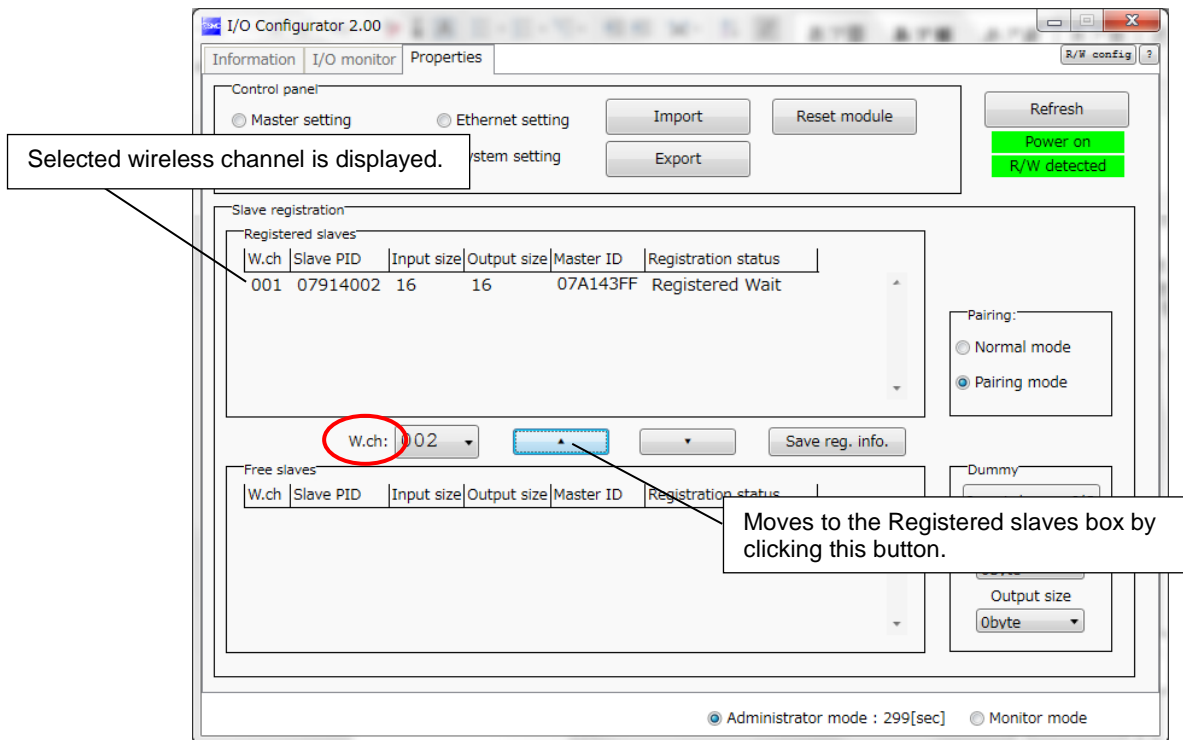 I/O Configurator 2.00
Information I/O monitor Properties R/W config ?
Control panel
Master setting Ethernet setting Import Reset module Refresh
Power on
Selected wireless channel is displayed. setting Export R/W detected
Slave registration
Registered slaves
W.ch Slave PID Input size Output size Master ID Registration status
001 07914002 16 16 07A143FF Registered Wait
Pairing:
Normal mode
Pairing mode
W.ch: 002 Save reg. info.
Free slaves Dummy
W.ch Slave PID Input size Output size Master ID Registration status
Moves to the Registered slaves box by
clicking this button.
Output size
0byte
Administrator mode : 299[sec] Monitor mode